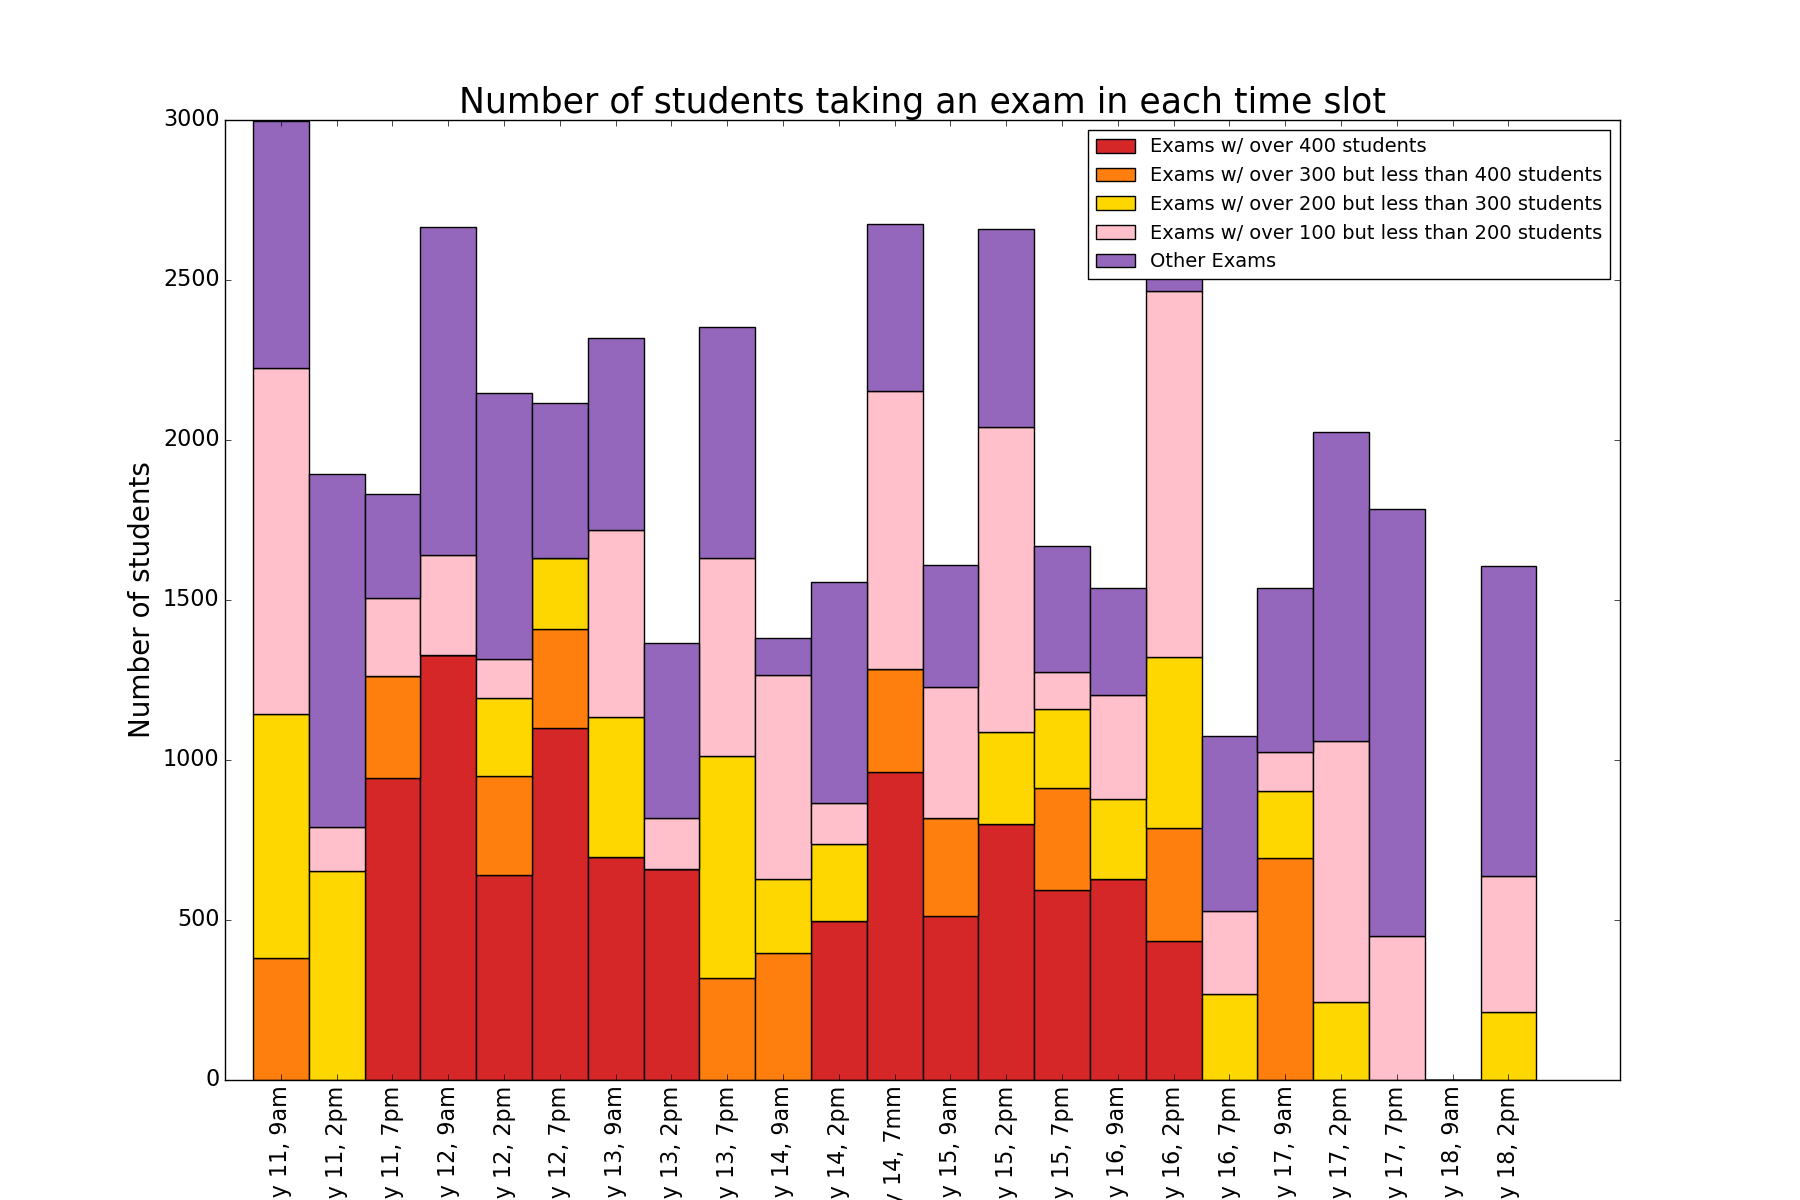 Number of students taking an exam in each time slot
Exams w/ over 400 students
Exams w/ over 300 but less than 400 students
Exams w/ over 200 but less than 300 students
Exams w/ over 100 but less than 200 students
Other Exams
Number of students
3000
2500
2000
1500
1000
500
0
y 11, 9am
y 11, 2pm
y 11, 7pm
y 12, 9am
y 12, 2pm
y 12, 7pm
y 13, 9am
y 13, 2pm
y 13, 7pm
y 14, 9am
y 14, 2pm
y 14, 7mm
y 15, 9am
y 15, 2pm
y 15, 7pm
y 16, 9am
y 16, 2pm
y 16, 7pm
y 17, 9am
y 17, 2pm
y 17, 7pm
y 18, 9am
y 18, 2pm